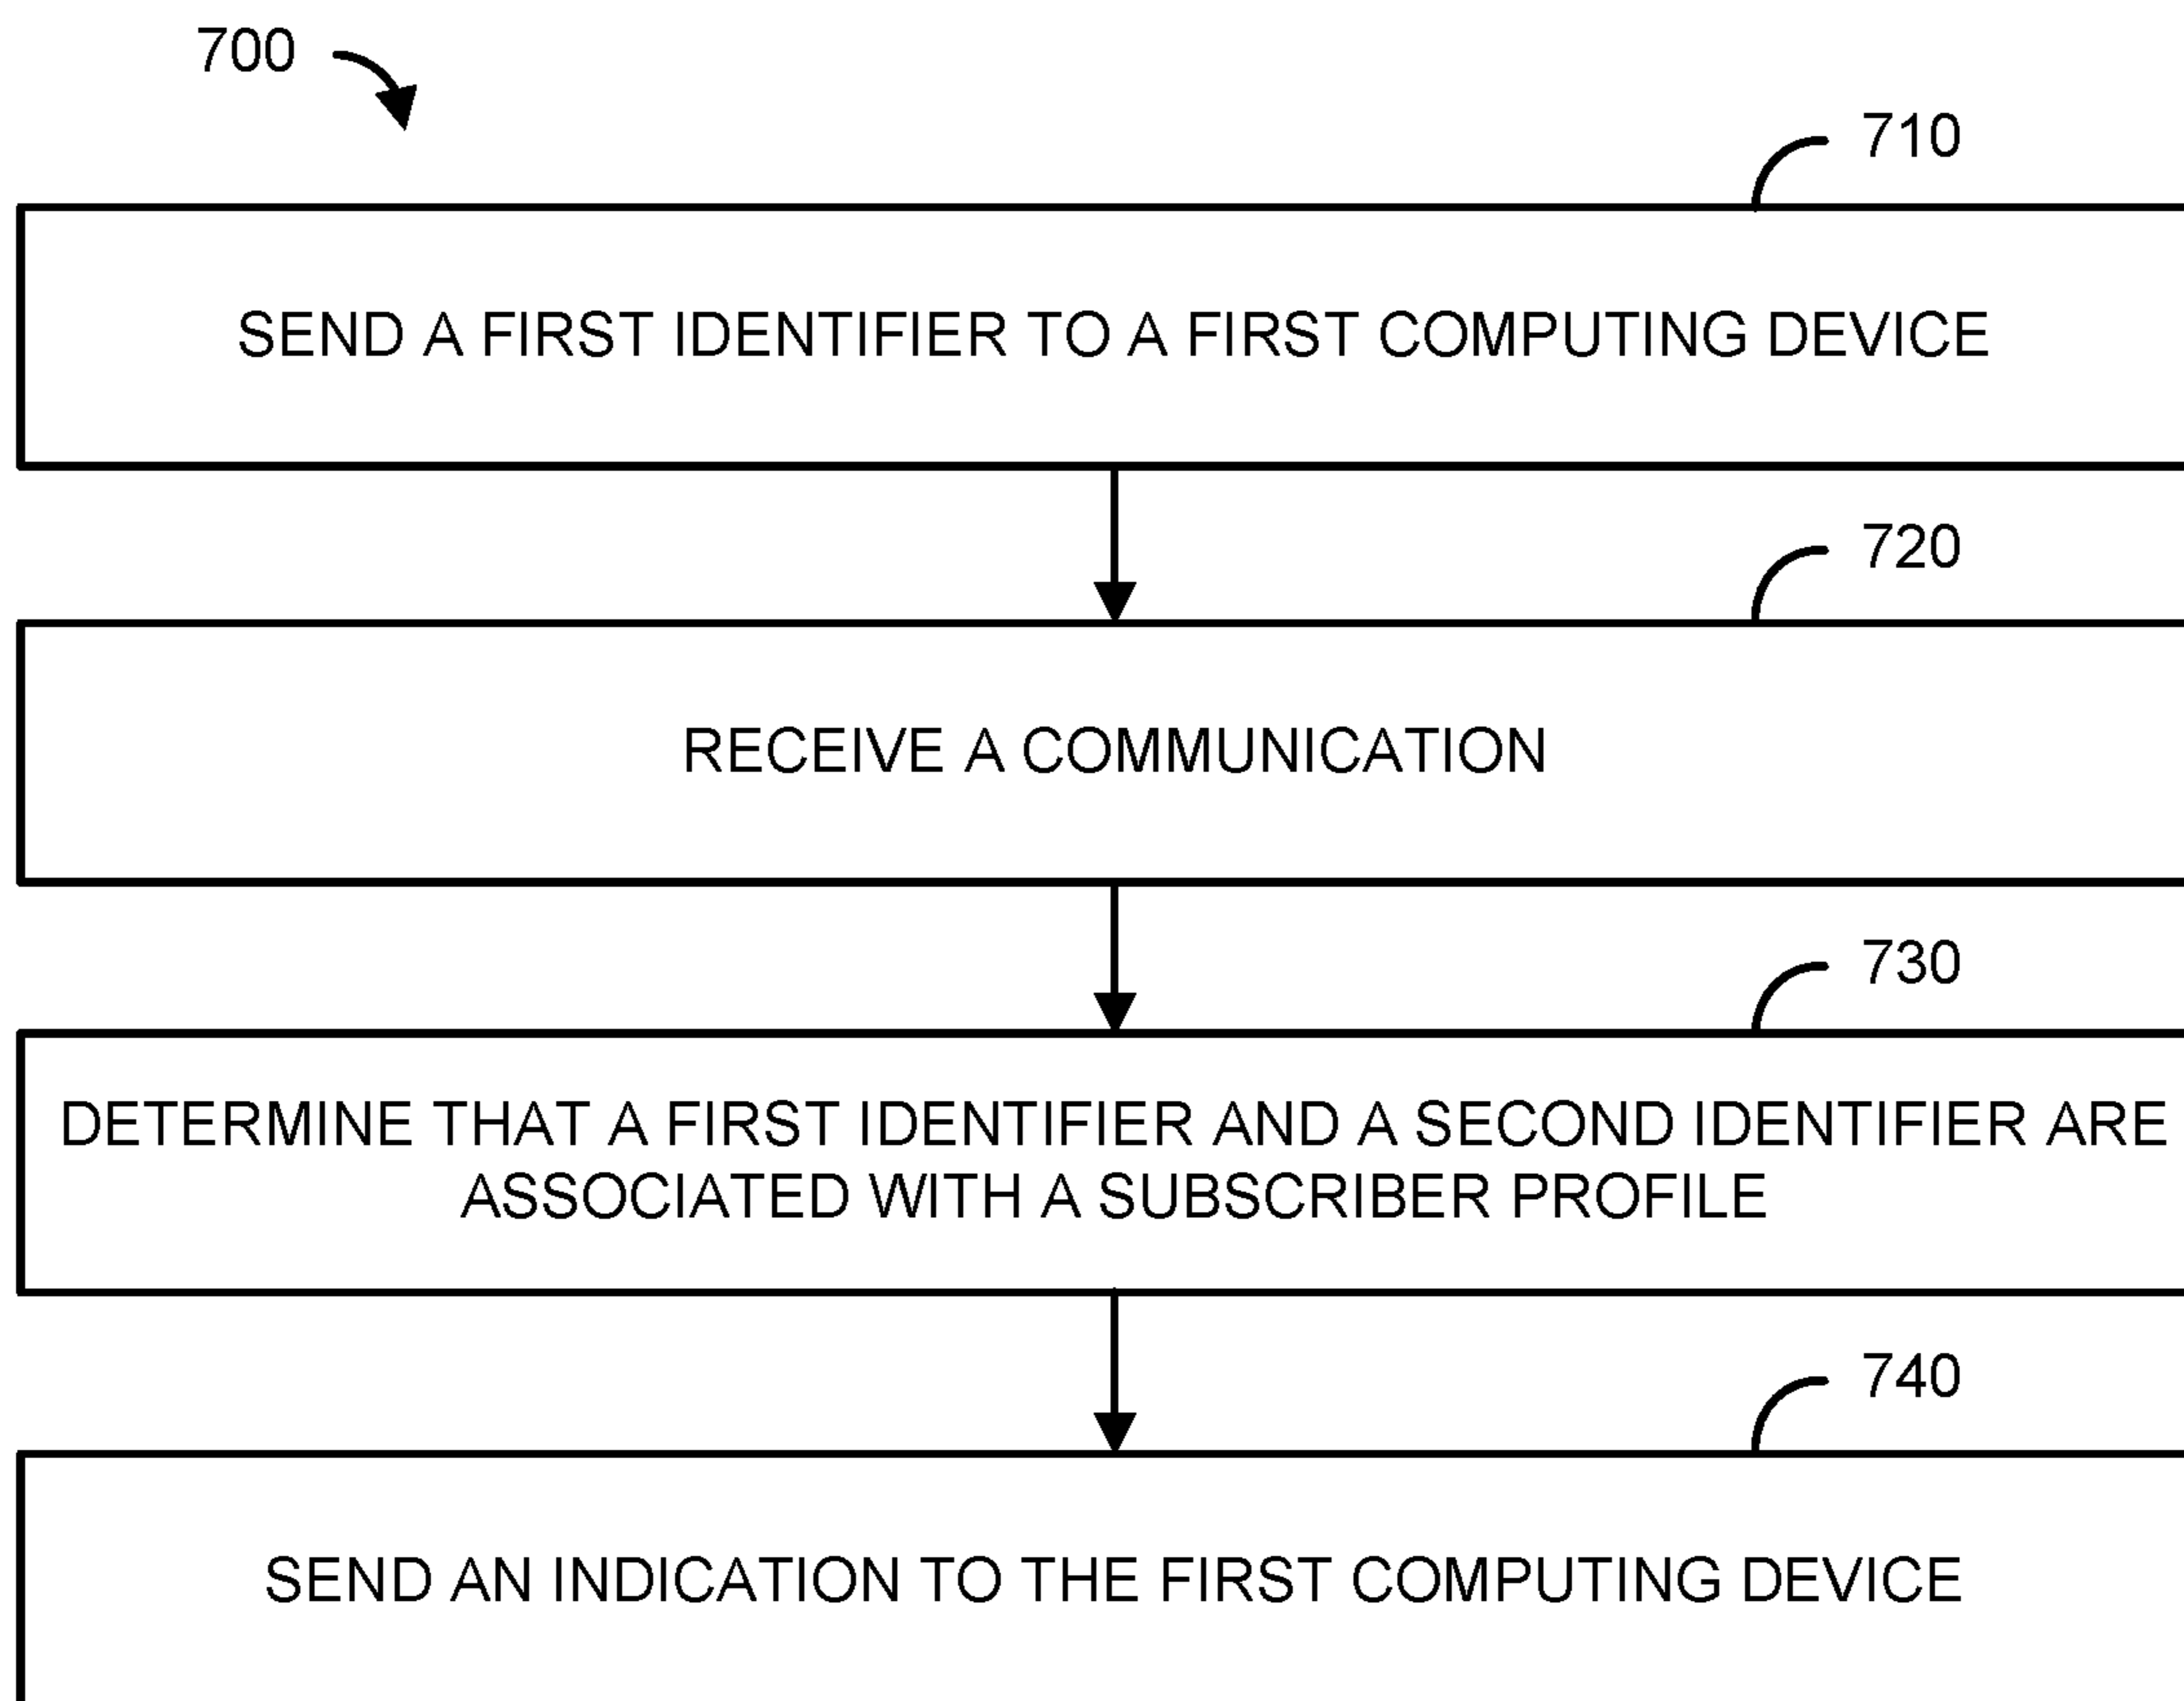 700
710
SEND A FIRST IDENTIFIER TO A FIRST COMPUTING DEVICE
720
RECEIVE A COMMUNICATION
730
DETERMINE THAT A FIRST IDENTIFIER AND A SECOND IDENTIFIER ARE
ASSOCIATED WITH A SUBSCRIBER PROFILE
740
SEND AN INDICATION TO THE FIRST COMPUTING DEVICE